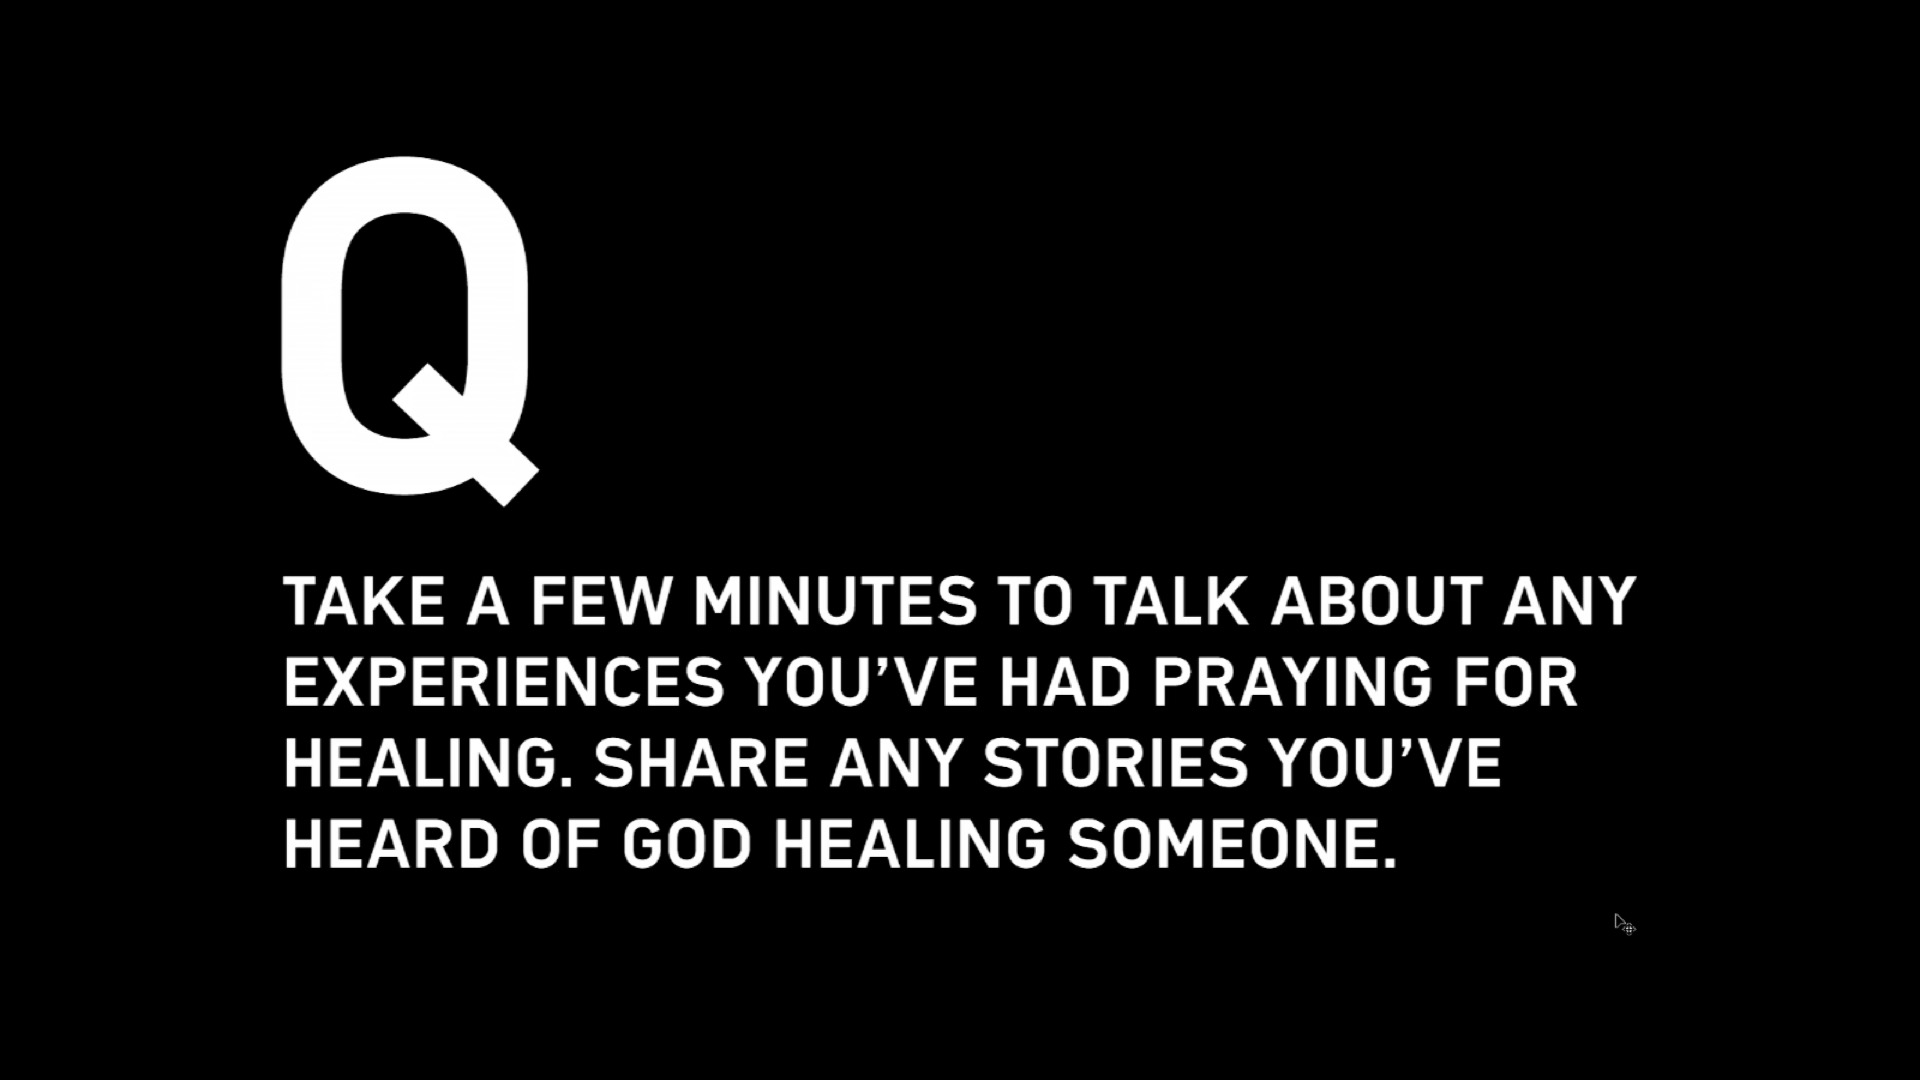 Q
TAKE A FEW MINUTES TO TALK ABOUT ANY
EXPERIENCES YOU’VE HAD PRAYING FOR
HEALING. SHARE ANY STORIES YOU’VE
HEARD OF GOD HEALING SOMEONE.